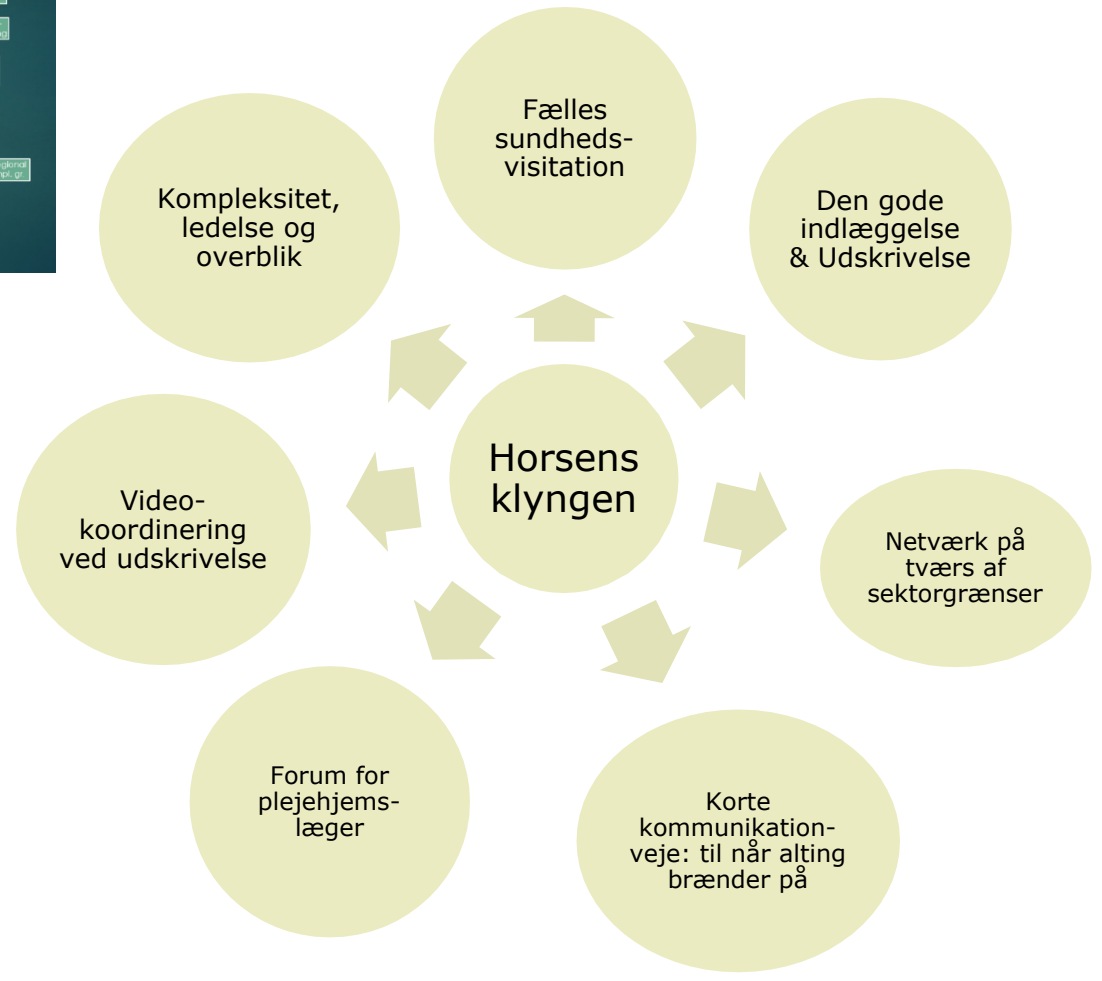 Fælles
sundheds-
visitation
Den gode
indlæggelse
& Udskrivelse
Netværk på
tværs af
sektorgrænser
Korte
kommunikation-
veje: til når alting
brænder på
Forum for
plejehjems-
læger
Video-
koordinering
ved udskrivelse
Kompleksitet,
ledelse og
overblik
Horsens
klyngen